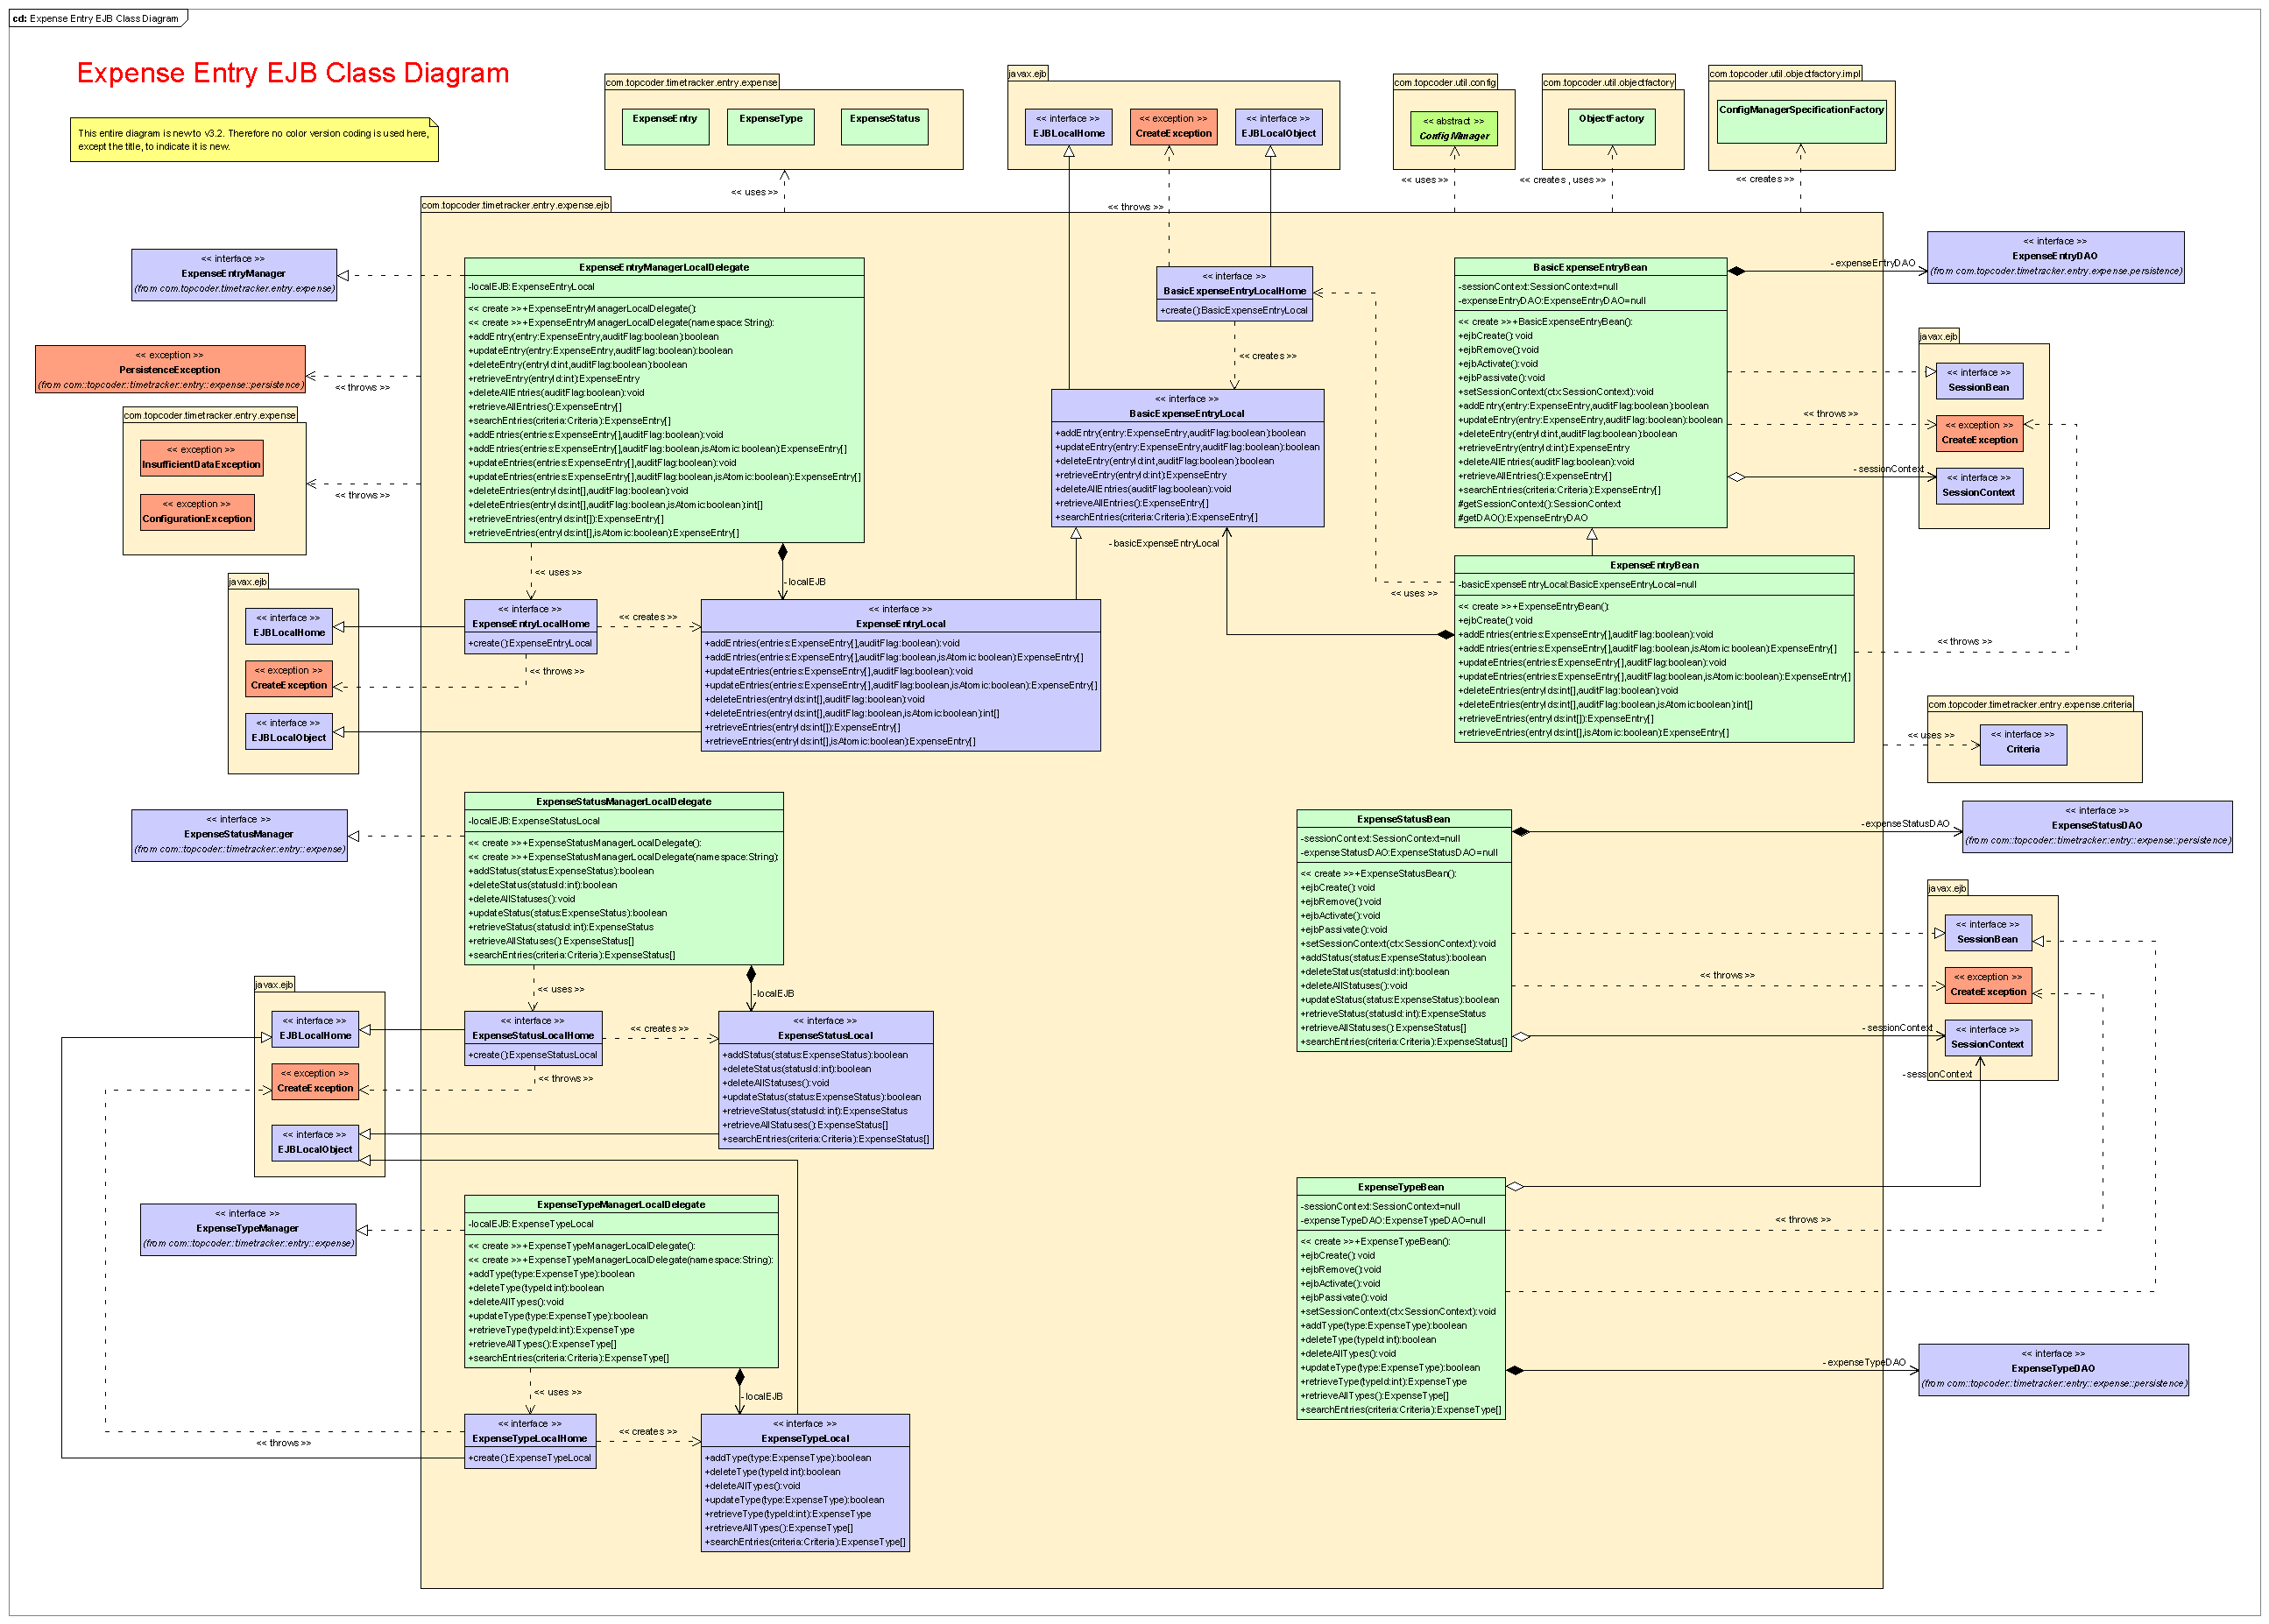 cd: Expense Entry EJB Class Diagram
Expense Entry EJB Class Diagram
This entire diagram is new to v3.2. Therefore no color version coding is used here,
except the title, to indicate it is new.
com.topcoder.timetracker.entry.expense
ExpenseEntry
ExpenseType
ExpenseStatus
<< uses >>
javax.ejb
<< interface >>
EJBLocalHome
<< exception >>
CreateException
<< interface >>
EJBLocalObject
<< throws >>
com.topcoder.util.config
<< abstract >>
ConfigManager
<< uses >>
com.topcoder.util.objectfactory
ObjectFactory
<< creates , uses >>
com.topcoder.util.objectfactory.impl
ConfigManagerSpecificationFactory
<< creates >>
com.topcoder.timetracker.entry.expense.ejb
<< interface >>
ExpenseEntryManager
(from com.topcoder.timetracker.entry.expense)
<< exception >>
PersistenceException
(from com::topcoder::timetracker::entry::expense::persistence)
<< throws >>
com.topcoder.timetracker.entry.expense
<< exception >>
InsufficientDataException
<< exception >>
ConfigurationException
<< throws >>
ExpenseEntryManagerLocalDelegate
-localEJB:ExpenseEntryLocal
<< create >>+ExpenseEntryManagerLocalDelegate():
<< create >>+ExpenseEntryManagerLocalDelegate(namespace:String):
+addEntry(entry:ExpenseEntry,auditFlag:boolean):boolean
+updateEntry(entry:ExpenseEntry,auditFlag:boolean):boolean
+deleteEntry(entryId:int,auditFlag:boolean):boolean
+retrieveEntry(entryId:int):ExpenseEntry
+deleteAllEntries(auditFlag:boolean):void
+retrieveAllEntries():ExpenseEntry[]
+searchEntries(criteria:Criteria):ExpenseEntry[]
+addEntries(entries:ExpenseEntry[],auditFlag:boolean):void
+addEntries(entries:ExpenseEntry[],auditFlag:boolean,isAtomic:boolean):ExpenseEntry[]
+updateEntries(entries:ExpenseEntry[],auditFlag:boolean):void
+updateEntries(entries:ExpenseEntry[],auditFlag:boolean,isAtomic:boolean):ExpenseEntry[]
+deleteEntries(entryIds:int[],auditFlag:boolean):void
+deleteEntries(entryIds:int[],auditFlag:boolean,isAtomic:boolean):int[]
+retrieveEntries(entryIds:int[]):ExpenseEntry[]
+retrieveEntries(entryIds:int[],isAtomic:boolean):ExpenseEntry[]
<< uses >>
-localEJB
<< interface >>
BasicExpenseEntryLocalHome
+create():BasicExpenseEntryLocal
<< creates >>
<< interface >>
BasicExpenseEntryLocal
+addEntry(entry:ExpenseEntry,auditFlag:boolean):boolean
+updateEntry(entry:ExpenseEntry,auditFlag:boolean):boolean
+deleteEntry(entryId:int,auditFlag:boolean):boolean
+retrieveEntry(entryId:int):ExpenseEntry
+deleteAllEntries(auditFlag:boolean):void
+retrieveAllEntries():ExpenseEntry[]
+searchEntries(criteria:Criteria):ExpenseEntry[]
-basicExpenseEntryLocal
BasicExpenseEntryBean
-sessionContext:SessionContext=null
-expenseEntryDAO:ExpenseEntryDAO=null
<< create >>+BasicExpenseEntryBean():
+ejbCreate():void
+ejbRemove():void
+ejbActivate():void
+ejbPassivate():void
+setSessionContext(ctx:SessionContext):void
+addEntry(entry:ExpenseEntry,auditFlag:boolean):boolean
+updateEntry(entry:ExpenseEntry,auditFlag:boolean):boolean
+deleteEntry(entryId:int,auditFlag:boolean):boolean
+retrieveEntry(entryId:int):ExpenseEntry
+deleteAllEntries(auditFlag:boolean):void
+retrieveAllEntries():ExpenseEntry[]
+searchEntries(criteria:Criteria):ExpenseEntry[]
#getSessionContext():SessionContext
#getDAO():ExpenseEntryDAO
-expenseEntryDAO
<< interface >>
ExpenseEntryDAO
(from com.topcoder.timetracker.entry.expense.persistence)
javax.ejb
<< interface >>
SessionBean
<< throws >>
<< exception >>
CreateException
-sessionContext
<< interface >>
SessionContext
ExpenseEntryBean
-basicExpenseEntryLocal:BasicExpenseEntryLocal=null
<< create >>+ExpenseEntryBean():
+ejbCreate():void
+addEntries(entries:ExpenseEntry[],auditFlag:boolean):void
+addEntries(entries:ExpenseEntry[],auditFlag:boolean,isAtomic:boolean):ExpenseEntry[]
+updateEntries(entries:ExpenseEntry[],auditFlag:boolean):void
+updateEntries(entries:ExpenseEntry[],auditFlag:boolean,isAtomic:boolean):ExpenseEntry[]
+deleteEntries(entryIds:int[],auditFlag:boolean):void
+deleteEntries(entryIds:int[],auditFlag:boolean,isAtomic:boolean):int[]
+retrieveEntries(entryIds:int[]):ExpenseEntry[]
+retrieveEntries(entryIds:int[],isAtomic:boolean):ExpenseEntry[]
<< uses >>
<< throws >>
javax.ejb
<< interface >>
EJBLocalHome
<< exception >>
CreateException
<< interface >>
EJBLocalObject
<< interface >>
ExpenseEntryLocalHome
+create():ExpenseEntryLocal
<< creates >>
<< throws >>
<< interface >>
ExpenseEntryLocal
+addEntries(entries:ExpenseEntry[],auditFlag:boolean):void
+addEntries(entries:ExpenseEntry[],auditFlag:boolean,isAtomic:boolean):ExpenseEntry[]
+updateEntries(entries:ExpenseEntry[],auditFlag:boolean):void
+updateEntries(entries:ExpenseEntry[],auditFlag:boolean,isAtomic:boolean):ExpenseEntry[]
+deleteEntries(entryIds:int[],auditFlag:boolean):void
+deleteEntries(entryIds:int[],auditFlag:boolean,isAtomic:boolean):int[]
+retrieveEntries(entryIds:int[]):ExpenseEntry[]
+retrieveEntries(entryIds:int[],isAtomic:boolean):ExpenseEntry[]
com.topcoder.timetracker.entry.expense.criteria
<< uses >>
<< interface >>
Criteria
<< interface >>
ExpenseStatusManager
(from com::topcoder::timetracker::entry::expense)
ExpenseStatusManagerLocalDelegate
-localEJB:ExpenseStatusLocal
<< create >>+ExpenseStatusManagerLocalDelegate():
<< create >>+ExpenseStatusManagerLocalDelegate(namespace:String):
+addStatus(status:ExpenseStatus):boolean
+deleteStatus(statusId:int):boolean
+deleteAllStatuses():void
+updateStatus(status:ExpenseStatus):boolean
+retrieveStatus(statusId:int):ExpenseStatus
+retrieveAllStatuses():ExpenseStatus[]
+searchEntries(criteria:Criteria):ExpenseStatus[]
<< uses >>
-localEJB
ExpenseStatusBean
-sessionContext:SessionContext=null
-expenseStatusDAO:ExpenseStatusDAO=null
<< create >>+ExpenseStatusBean():
+ejbCreate():void
+ejbRemove():void
+ejbActivate():void
+ejbPassivate():void
+setSessionContext(ctx:SessionContext):void
+addStatus(status:ExpenseStatus):boolean
+deleteStatus(statusId:int):boolean
+deleteAllStatuses():void
+updateStatus(status:ExpenseStatus):boolean
+retrieveStatus(statusId:int):ExpenseStatus
+retrieveAllStatuses():ExpenseStatus[]
+searchEntries(criteria:Criteria):ExpenseStatus[]
-expenseStatusDAO
<< interface >>
ExpenseStatusDAO
(from com::topcoder::timetracker::entry::expense::persistence)
javax.ejb
<< interface >>
SessionBean
<< throws >>
<< exception >>
CreateException
-sessionContext
<< interface >>
SessionContext
-sessionContext
javax.ejb
<< interface >>
EJBLocalHome
<< exception >>
CreateException
<< interface >>
EJBLocalObject
<< interface >>
ExpenseStatusLocalHome
+create():ExpenseStatusLocal
<< creates >>
<< throws >>
<< interface >>
ExpenseStatusLocal
+addStatus(status:ExpenseStatus):boolean
+deleteStatus(statusId:int):boolean
+deleteAllStatuses():void
+updateStatus(status:ExpenseStatus):boolean
+retrieveStatus(statusId:int):ExpenseStatus
+retrieveAllStatuses():ExpenseStatus[]
+searchEntries(criteria:Criteria):ExpenseStatus[]
<< interface >>
ExpenseTypeManager
(from com::topcoder::timetracker::entry::expense)
ExpenseTypeManagerLocalDelegate
-localEJB:ExpenseTypeLocal
<< create >>+ExpenseTypeManagerLocalDelegate():
<< create >>+ExpenseTypeManagerLocalDelegate(namespace:String):
+addType(type:ExpenseType):boolean
+deleteType(typeId:int):boolean
+deleteAllTypes():void
+updateType(type:ExpenseType):boolean
+retrieveType(typeId:int):ExpenseType
+retrieveAllTypes():ExpenseType[]
+searchEntries(criteria:Criteria):ExpenseType[]
<< uses >>
-localEJB
ExpenseTypeBean
-sessionContext:SessionContext=null
-expenseTypeDAO:ExpenseTypeDAO=null
<< create >>+ExpenseTypeBean():
+ejbCreate():void
+ejbRemove():void
+ejbActivate():void
+ejbPassivate():void
+setSessionContext(ctx:SessionContext):void
+addType(type:ExpenseType):boolean
+deleteType(typeId:int):boolean
+deleteAllTypes():void
+updateType(type:ExpenseType):boolean
+retrieveType(typeId:int):ExpenseType
+retrieveAllTypes():ExpenseType[]
+searchEntries(criteria:Criteria):ExpenseType[]
<< throws >>
-expenseTypeDAO
<< interface >>
ExpenseTypeDAO
(from com::topcoder::timetracker::entry::expense::persistence)
<< throws >>
<< interface >>
ExpenseTypeLocalHome
+create():ExpenseTypeLocal
<< creates >>
<< interface >>
ExpenseTypeLocal
+addType(type:ExpenseType):boolean
+deleteType(typeId:int):boolean
+deleteAllTypes():void
+updateType(type:ExpenseType):boolean
+retrieveType(typeId:int):ExpenseType
+retrieveAllTypes():ExpenseType[]
+searchEntries(criteria:Criteria):ExpenseType[]